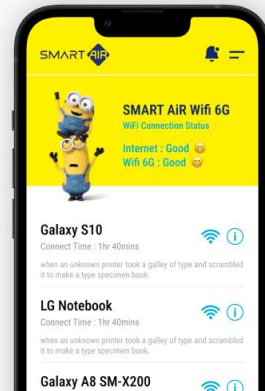 SMART AIR
SMART AiR Wifi 6G
WiFi Connection Status
Internet : Good
Wifi 6G : Good
Galaxy S10
Connect Time : 1hr 40mins
when an unknown printer took a galley of type and scrambled
it to make a type specimen book.
LG Notebook
Connect Time : 1hr 40mins
when an unknown printer took a galley of type and scrambled
it to make a type specimen book.
Galaxy A8 SM-X200